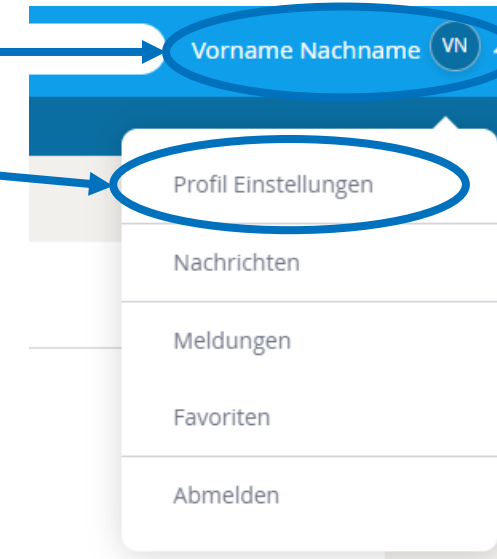 Vorname Nachname VN
Profil Einstellungen
Nachrichten
Meldungen
Favoriten
Abmelden